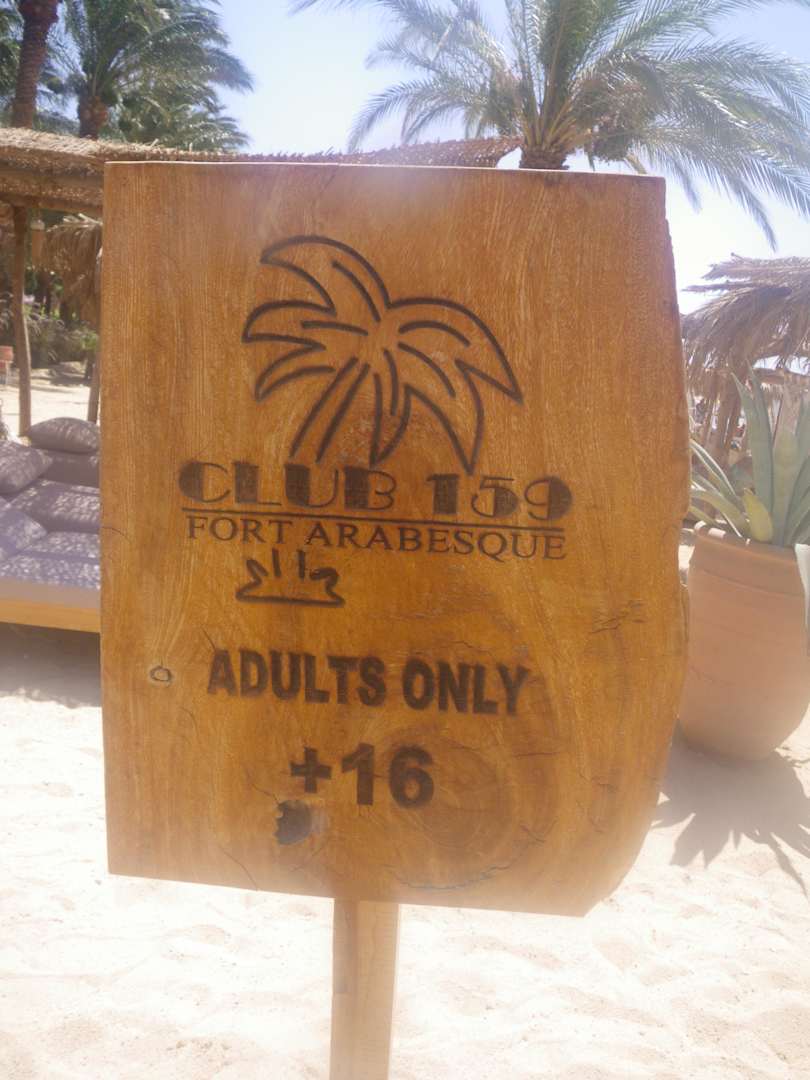 CLUB 159
FORT ARABESQUE
ADULTS ONLY
+16